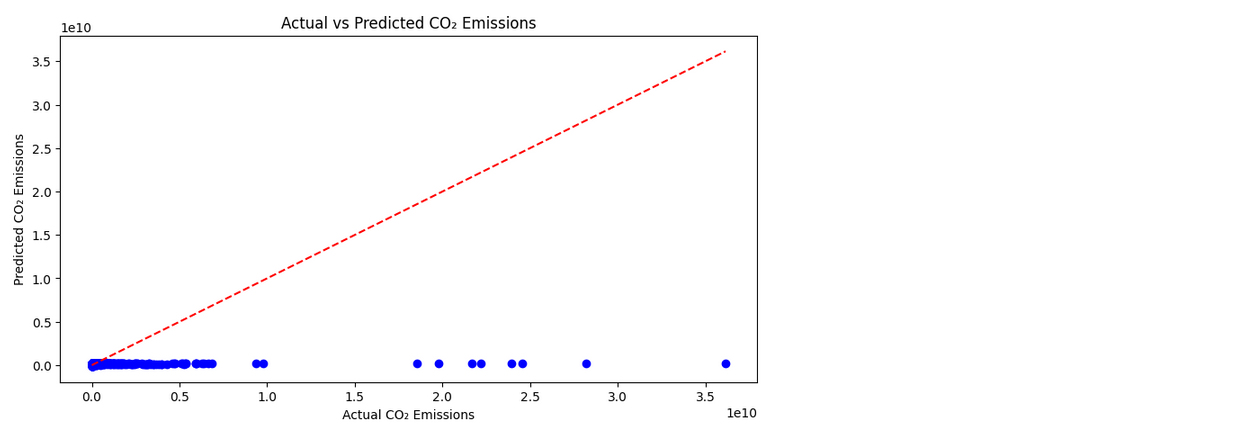 Actual vs Predicted CO₂ Emissions
1e10
3.5
3.0
2.5
2.0
1.5
1.0
0.5
0.0
Predicted CO₂ Emissions
0.0 0.5 1.0 1.5 2.0 2.5 3.0 3.5
1e10
Actual CO₂ Emissions